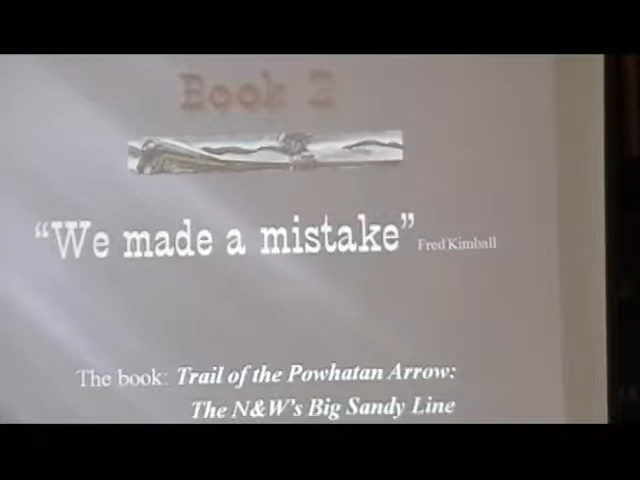 Book 2
“We made a mistake” Fred Kimball
The book: Trail of the Powhatan Arrow:
The N&W's Big Sandy Line